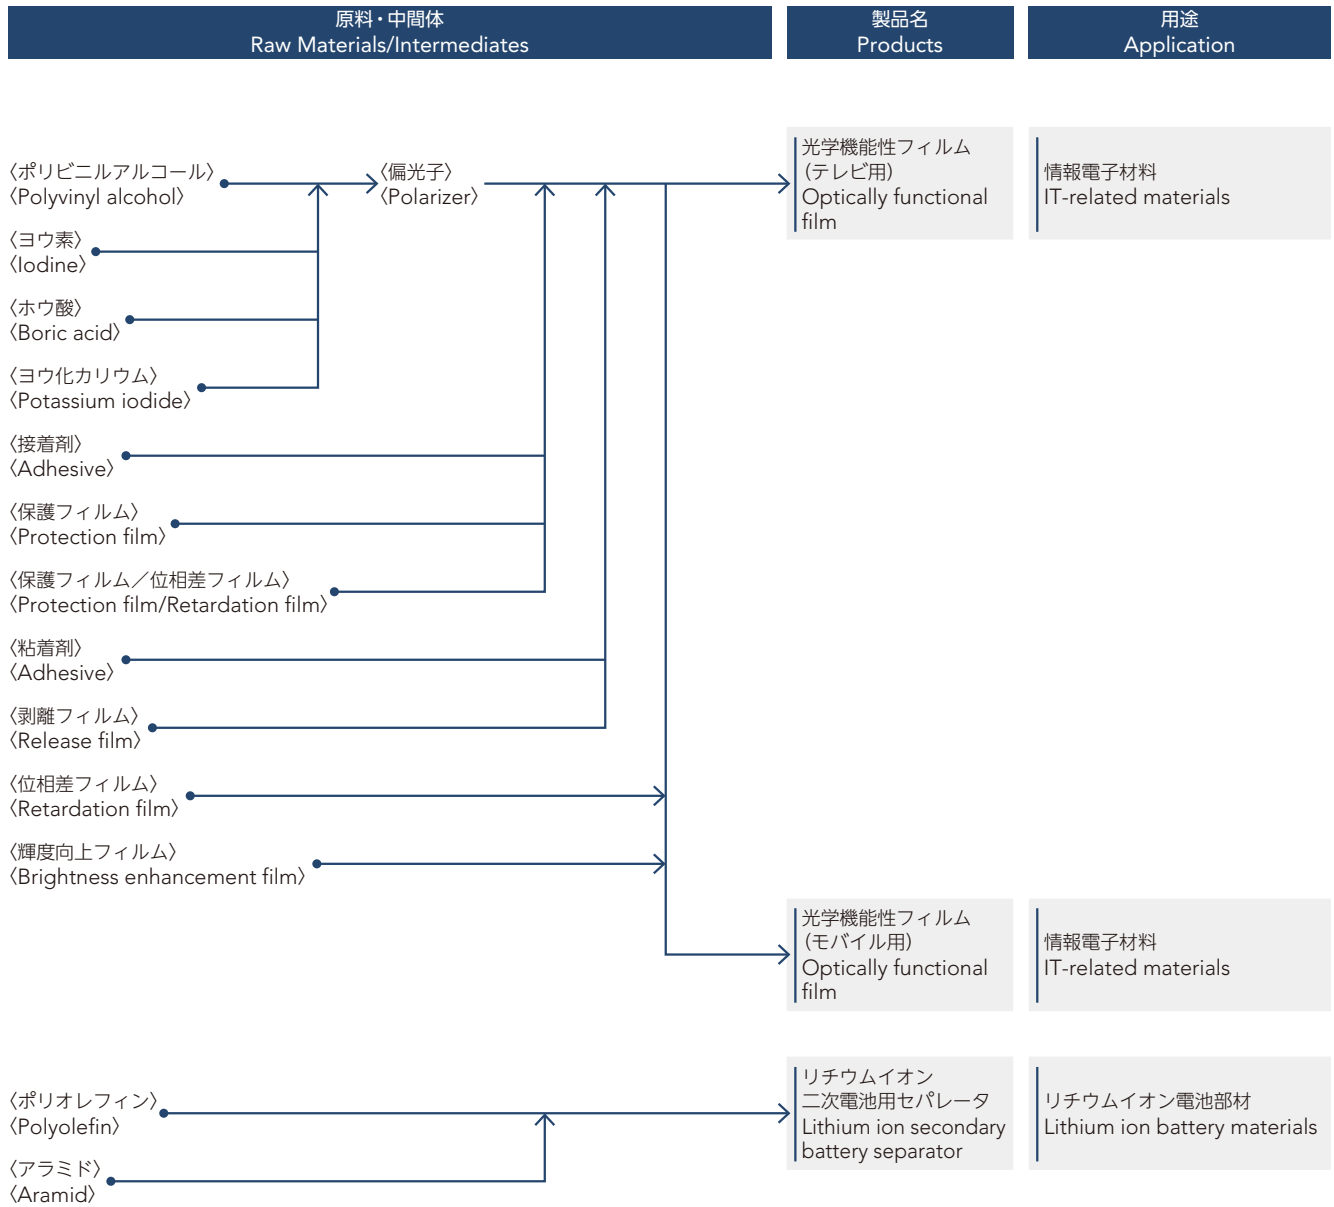 原料・中間体
Raw Materials/Intermediates
製品名
Products
用途
Application
〈ポリビニルアルコール〉
〈Polyvinyl alcohol〉
〈偏光子〉
〈Polarizer〉
光学機能性フィルム
(テレビ用)
Optically functional
film
情報電子材料
IT-related materials
〈ヨウ素〉
〈Iodine〉
〈ホウ酸〉
〈Boric acid〉
〈ヨウ化カリウム〉
〈Potassium iodide〉
〈接着剤〉
〈Adhesive〉
〈保護フィルム〉
〈Protection film〉
〈保護フィルム／位相差フィルム〉
〈Protection film/Retardation film〉
〈粘着剤〉
〈Adhesive〉
〈剥離フィルム〉
〈Release film〉
〈位相差フィルム〉
〈Retardation film〉
〈輝度向上フィルム〉
〈Brightness enhancement film〉
光学機能性フィルム
(モバイル用)
Optically functional
film
情報電子材料
IT-related materials
〈ポリオレフィン〉
〈Polyolefin〉
リチウムイオン
二次電池用セパレータ
Lithium ion secondary
battery separator
リチウムイオン電池部材
Lithium ion battery materials
〈アラミド〉
〈Aramid〉